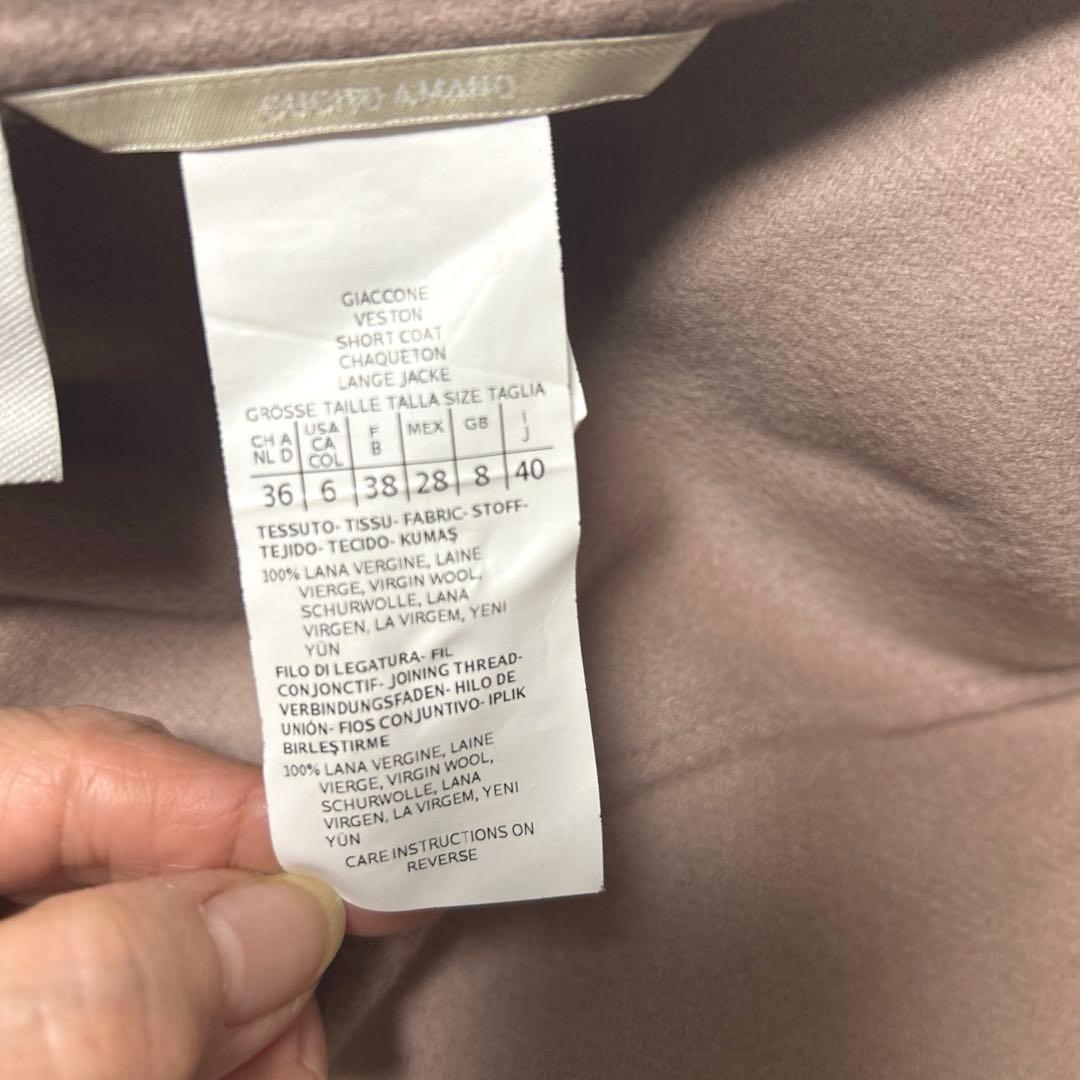 CUCITO A MANO
GIACCONE
VESTON
SHORT COAT
CHAQUETON
LANGE JACKE
GRÖSSE TAILLE TALLA SIZE TAGLIA
CH A NL D USA CA COL F B MEX GB I J
36 6 38 28 8 40
TESSUTO- TISSU- FABRIC- STOFF-
TEJIDO- TECIDO- KUMAŞ
100% LANA VERGINE, LAINE
VIERGE, VIRGIN WOOL,
SCHURWOLLE, LANA
VIRGEN, LA VIRGEM, YENI
YÜN
FILO DI LEGATURA- FIL
CONJONCTIF- JOINING THREAD-
VERBINDUNGSFADEN- HILO DE
UNIÓN- FIOS CONJUNTIVO- IPLIK
BIRLEŞTIRME
100% LANA VERGINE, LAINE
VIERGE, VIRGIN WOOL,
SCHURWOLLE, LANA
VIRGEN, LA VIRGEM, YENI
YÜN
CARE INSTRUCTIONS ON
REVERSE